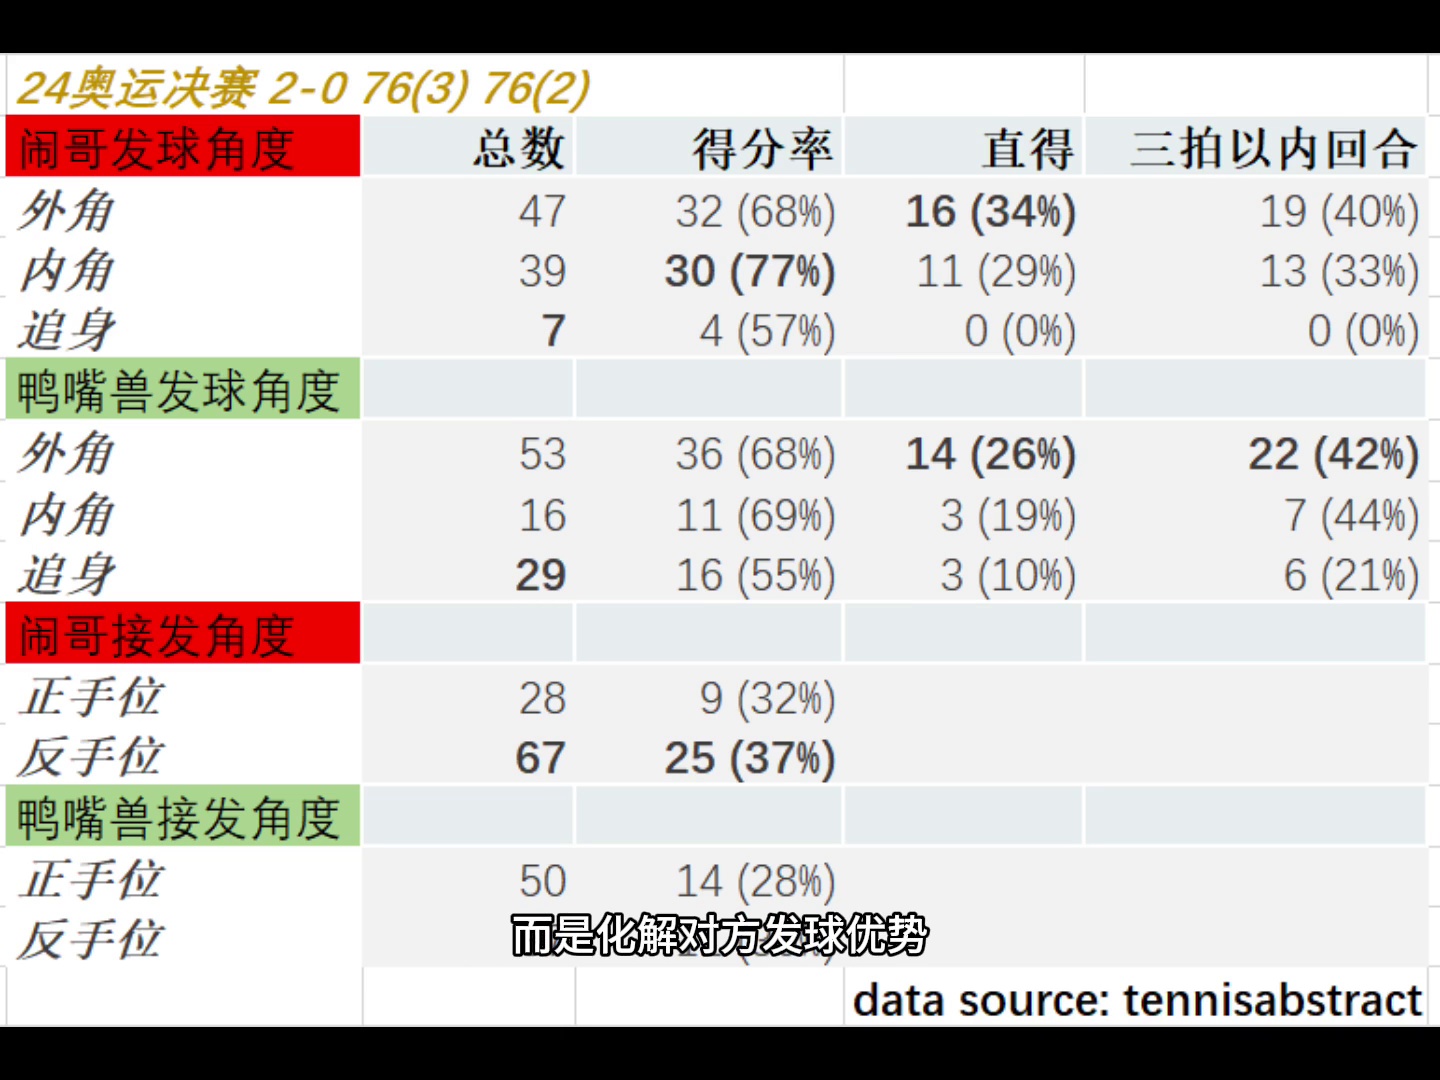 24奥运决赛 2-0 76(3) 76(2)
闹哥发球角度 总数 得分率 直得 三拍以内回合
外角 47 32 (68%) 16 (34%) 19 (40%)
内角 39 30 (77%) 11 (29%) 13 (33%)
追身 7 4 (57%) 0 (0%) 0 (0%)
鸭嘴兽发球角度
外角 53 36 (68%) 14 (26%) 22 (42%)
内角 16 11 (69%) 3 (19%) 7 (44%)
追身 29 16 (55%) 3 (10%) 6 (21%)
闹哥接发角度
正手位 28 9 (32%)
反手位 67 25 (37%)
鸭嘴兽接发角度
正手位 50 14 (28%)
反手位
而是化解对方发球优势
data source: tennisabstract